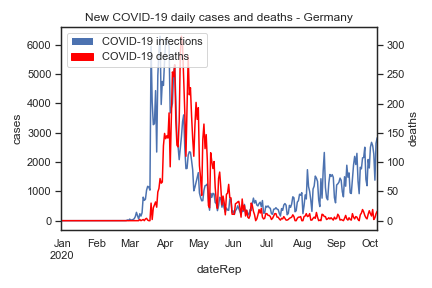 New COVID-19 daily cases and deaths - Germany
COVID-19 infections
COVID-19 deaths
6000
5000
4000
3000
2000
1000
0
cases
300
250
200
150
100
50
0
deaths
Jan Feb Mar Apr May Jun Jul Aug Sep Oct
2020
dateRep